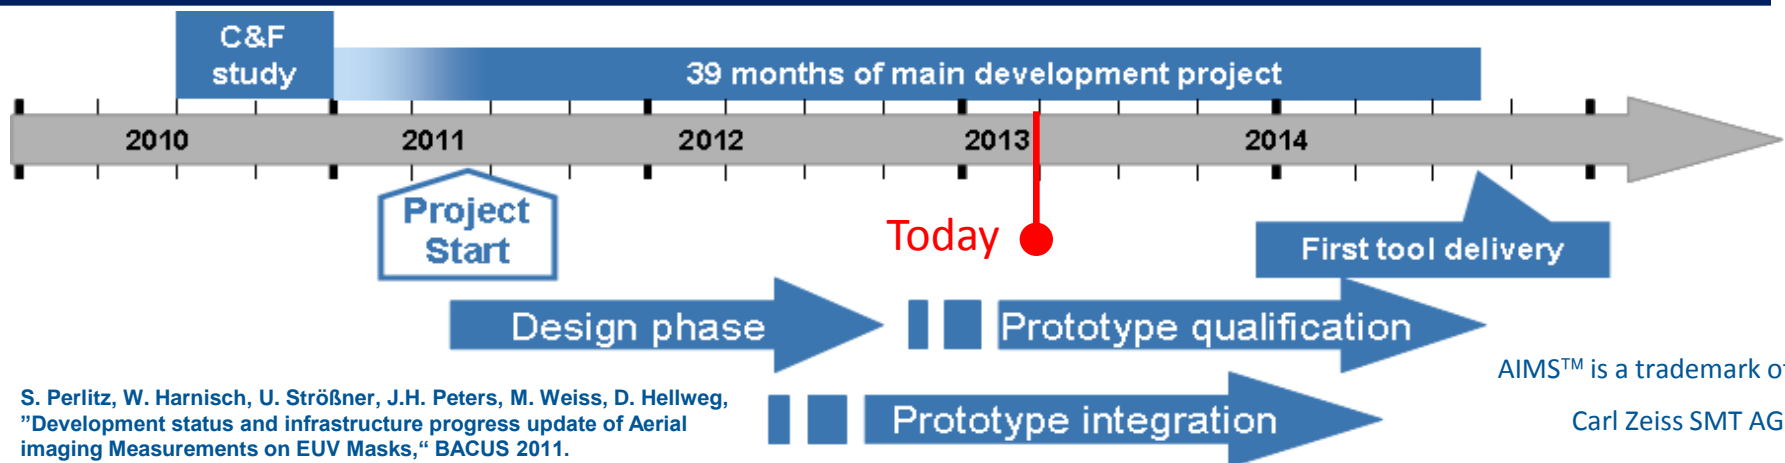 C&F
study
39 months of main development project
2010
2011
2012
2013
2014
Project
Start
Today
First tool delivery
Design phase
Prototype qualification
AIMS™ is a trademark of
S. Perlitz, W. Harnisch, U. Strößner, J.H. Peters, M. Weiss, D. Hellweg,
”Development status and infrastructure progress update of Aerial
imaging Measurements on EUV Masks,“ BACUS 2011.
Prototype integration
Carl Zeiss SMT AG